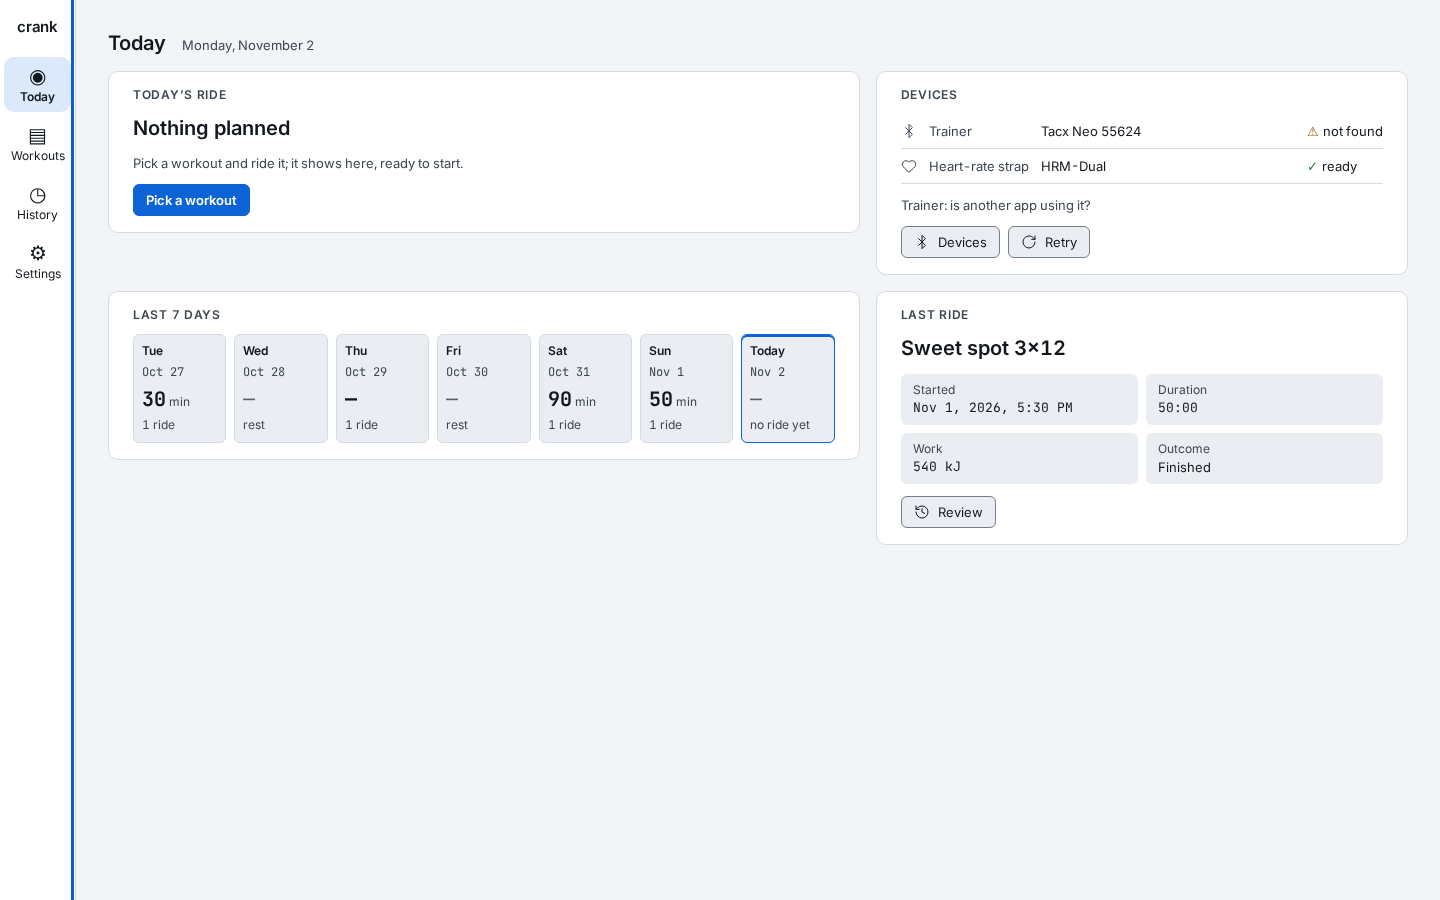 crank
Today
Workouts
History
Settings
Today Monday, November 2
TODAY'S RIDE
Nothing planned
Pick a workout and ride it; it shows here, ready to start.
Pick a workout
DEVICES
Trainer Tacx Neo 55624 ⚠ not found
Heart-rate strap HRM-Dual ✓ ready
Trainer: is another app using it?
Devices Retry
LAST 7 DAYS
Tue
Oct 27
30 min
1 ride
Wed
Oct 28
—
rest
Thu
Oct 29
—
1 ride
Fri
Oct 30
—
rest
Sat
Oct 31
90 min
1 ride
Sun
Nov 1
50 min
1 ride
Today
Nov 2
—
no ride yet
LAST RIDE
Sweet spot 3×12
Started
Nov 1, 2026, 5:30 PM
Duration
50:00
Work
540 kJ
Outcome
Finished
Review